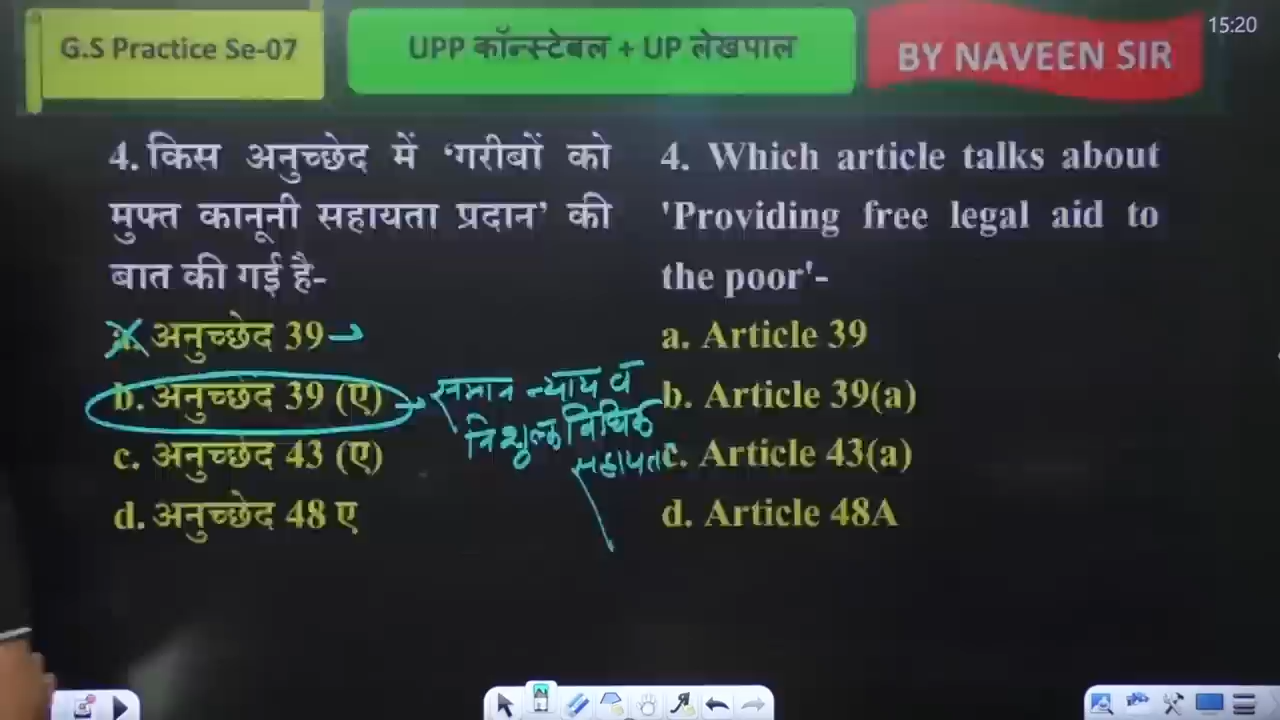 G.S Practice Se-07
UPP कॉन्स्टेबल + UP लेखपाल
BY NAVEEN SIR
15:20
4. किस अनुच्छेद में ‘गरीबों को
मुफ्त कानूनी सहायता प्रदान’ की
बात की गई है-
a. अनुच्छेद 39
b. अनुच्छेद 39 (ए)
c. अनुच्छेद 43 (ए)
d. अनुच्छेद 48 ए
समान न्याय व
निशुल्क विधिक
सहायता
4. Which article talks about
'Providing free legal aid to
the poor'-
a. Article 39
b. Article 39(a)
c. Article 43(a)
d. Article 48A